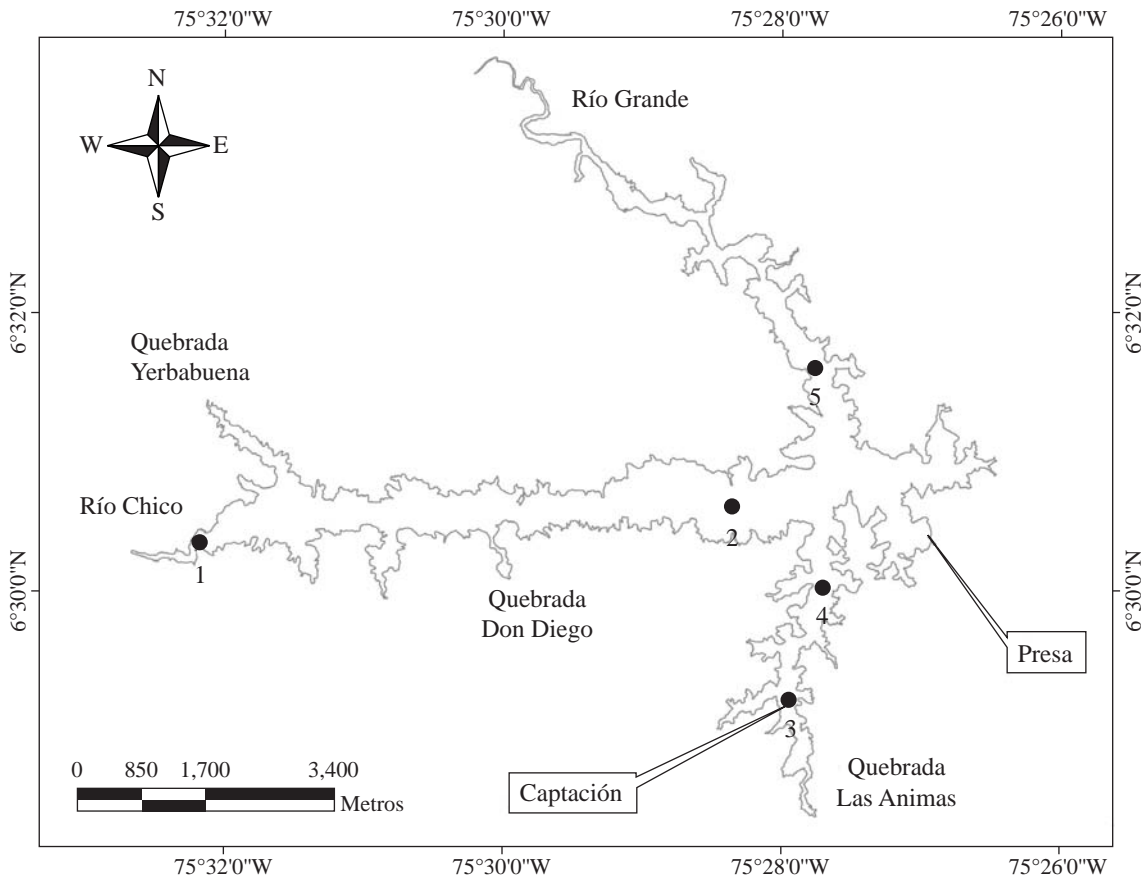 75°32'0"W
75°30'0"W
75°28'0"W
75°26'0"W
N
W
E
S
Río Grande
6°32'0"N
6°32'0"N
Quebrada
Yerbabuena
5
Río Chico
2
1
6°30'0"N
6°30'0"N
Quebrada
Don Diego
4
Presa
3
0 850 1,700 3,400
Metros
Captación
Quebrada
Las Animas
75°32'0"W
75°30'0"W
75°28'0"W
75°26'0"W